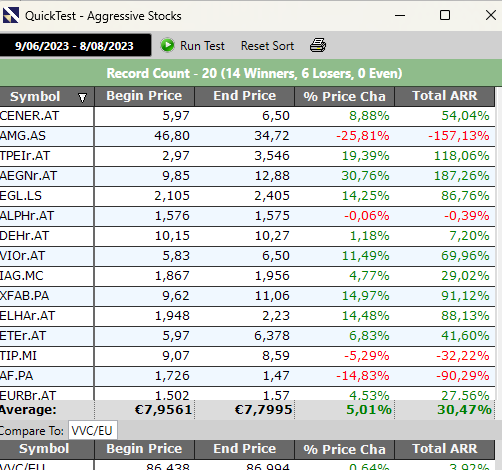 QuickTest - Aggressive Stocks
9/06/2023 - 8/08/2023 Run Test Reset Sort
Record Count - 20 (14 Winners, 6 Losers, 0 Even)
Symbol Begin Price End Price % Price Cha Total ARR
CENER.AT 5,97 6,50 8,88% 54,04%
AMG.AS 46,80 34,72 -25,81% -157,13%
TPEIr.AT 2,97 3,546 19,39% 118,06%
AEGNr.AT 9,85 12,88 30,76% 187,26%
EGL.LS 2,105 2,405 14,25% 86,76%
ALPHr.AT 1,576 1,575 -0,06% -0,39%
DEHr.AT 10,15 10,27 1,18% 7,20%
VIOr.AT 5,83 6,50 11,49% 69,96%
IAG.MC 1,867 1,956 4,77% 29,02%
XFAB.PA 9,62 11,06 14,97% 91,12%
ELHAr.AT 1,948 2,23 14,48% 88,13%
ETEr.AT 5,97 6,378 6,83% 41,60%
TIP.MI 9,07 8,59 -5,29% -32,22%
AF.PA 1,726 1,47 -14,83% -90,29%
EURBr.AT 1,502 1,57 4,53% 27,56%
Average: €7,9561 €7,7995 5,01% 30,47%
Compare To: VVC/EU
Symbol Begin Price End Price % Price Cha Total ARR
VVC/EU 86,438 86,994 0,64% 3,92%